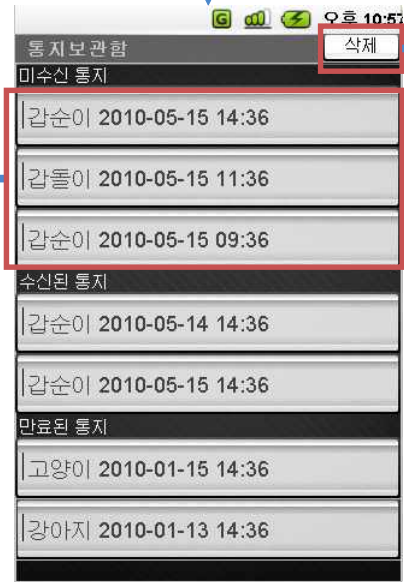 G 오후 10:57
통지보관함 삭제
미수신 통지
갑순이 2010-05-15 14:36
갑돌이 2010-05-15 11:36
갑순이 2010-05-15 09:36
수신된 통지
갑순이 2010-05-14 14:36
갑순이 2010-05-15 14:36
만료된 통지
고양이 2010-01-15 14:36
강아지 2010-01-13 14:36